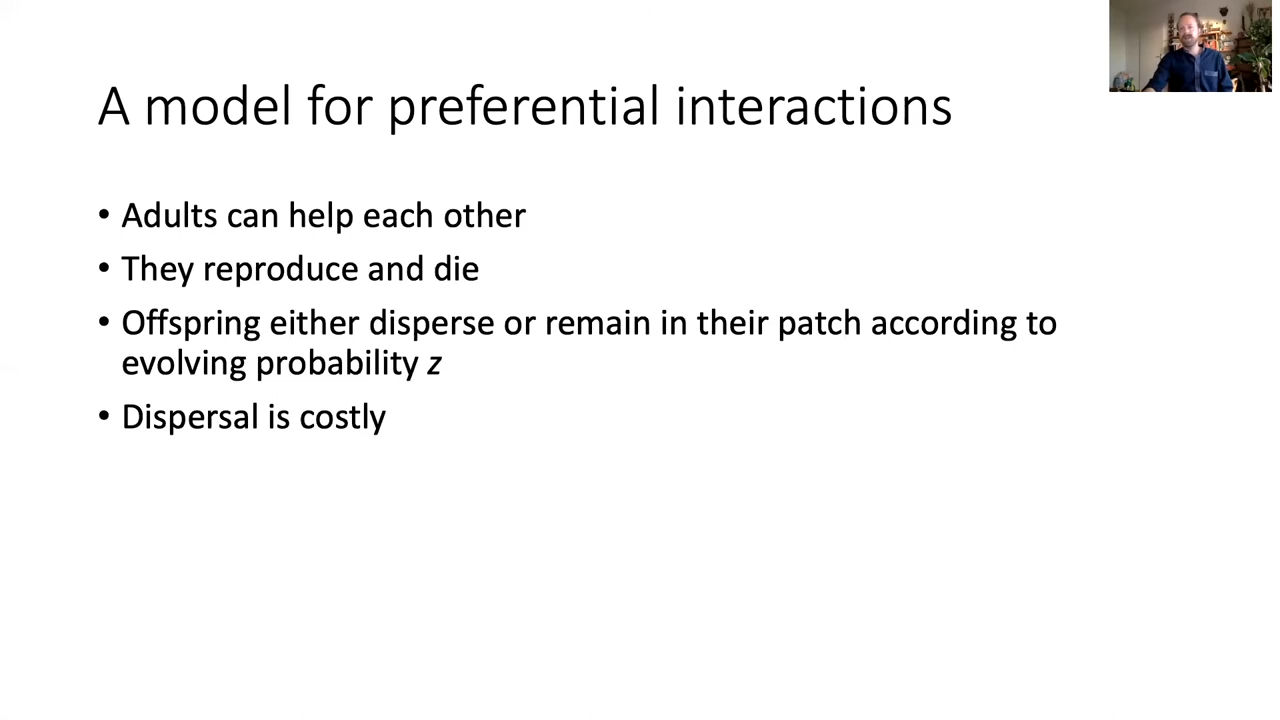 A model for preferential interactions
• Adults can help each other
• They reproduce and die
• Offspring either disperse or remain in their patch according to
evolving probability z
• Dispersal is costly